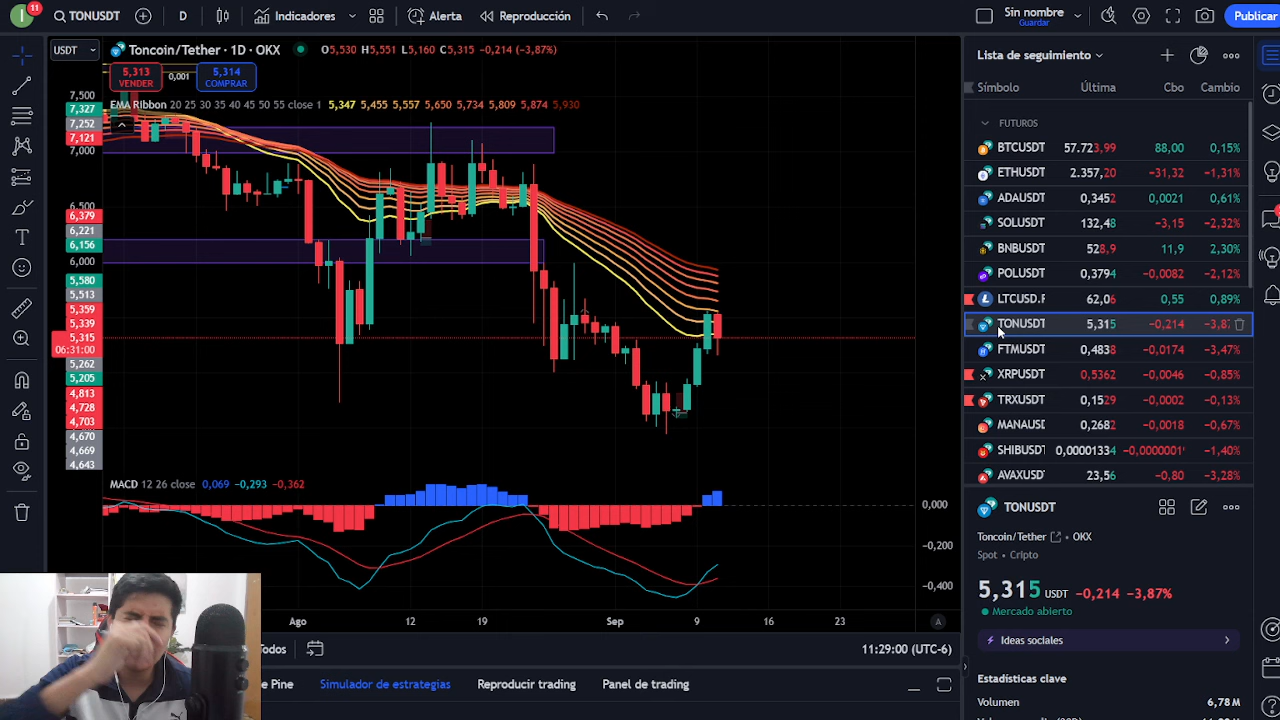 11
TONUSDT
D
Indicadores
Alerta
Reproducción
Sin nombre
Guardar
Publicar
USDT
Toncoin/Tether · 1D · OKX
O5,530 H5,551 L5,160 C5,315 −0,214 (−3,87%)
5,313
VENDER
0,001
5,314
COMPRAR
EMA Ribbon 20 25 30 35 40 45 50 55 close 1 5,347 5,455 5,557 5,650 5,734 5,809 5,874 5,930
7,500
7,327
7,252
7,121
7,000
6,500
6,379
6,221
6,156
6,000
5,580
5,513
5,359
5,339
5,315
06:31:00
5,262
5,205
4,813
4,728
4,703
4,670
4,669
4,643
MACD 12 26 close 0,069 −0,293 −0,362
0,000
−0,200
−0,400
Ago
12
19
Sep
9
16
23
A
11:29:00 (UTC-6)
Simulador de estrategias
Reproducir trading
Panel de trading
Lista de seguimiento
Símbolo Última Cbo Cambio
FUTUROS
BTCUSDT 57.723,99 88,00 0,15%
ETHUSDT 2.357,20 −31,32 −1,31%
ADAUSDT 0,3452 0,0021 0,61%
SOLUSDT 132,48 −3,15 −2,32%
BNBUSDT 528,9 11,9 2,30%
POLUSDT 0,3794 −0,0082 −2,12%
LTCUSD.F 62,06 0,55 0,89%
TONUSDT 5,315 −0,214 −3,87
FTMUSDT 0,4838 −0,0174 −3,47%
XRPUSDT 0,5362 −0,0046 −0,85%
TRXUSDT 0,1529 −0,0002 −0,13%
MANAUSD 0,2682 −0,0018 −0,67%
SHIBUSDT 0,00001334 −0,0000001 −1,40%
AVAXUSDT 23,56 −0,80 −3,28%
TONUSDT
Toncoin/Tether · OKX
Spot · Cripto
5,315 USDT −0,214 −3,87%
Mercado abierto
Ideas sociales
Estadísticas clave
Volumen 6,78 M